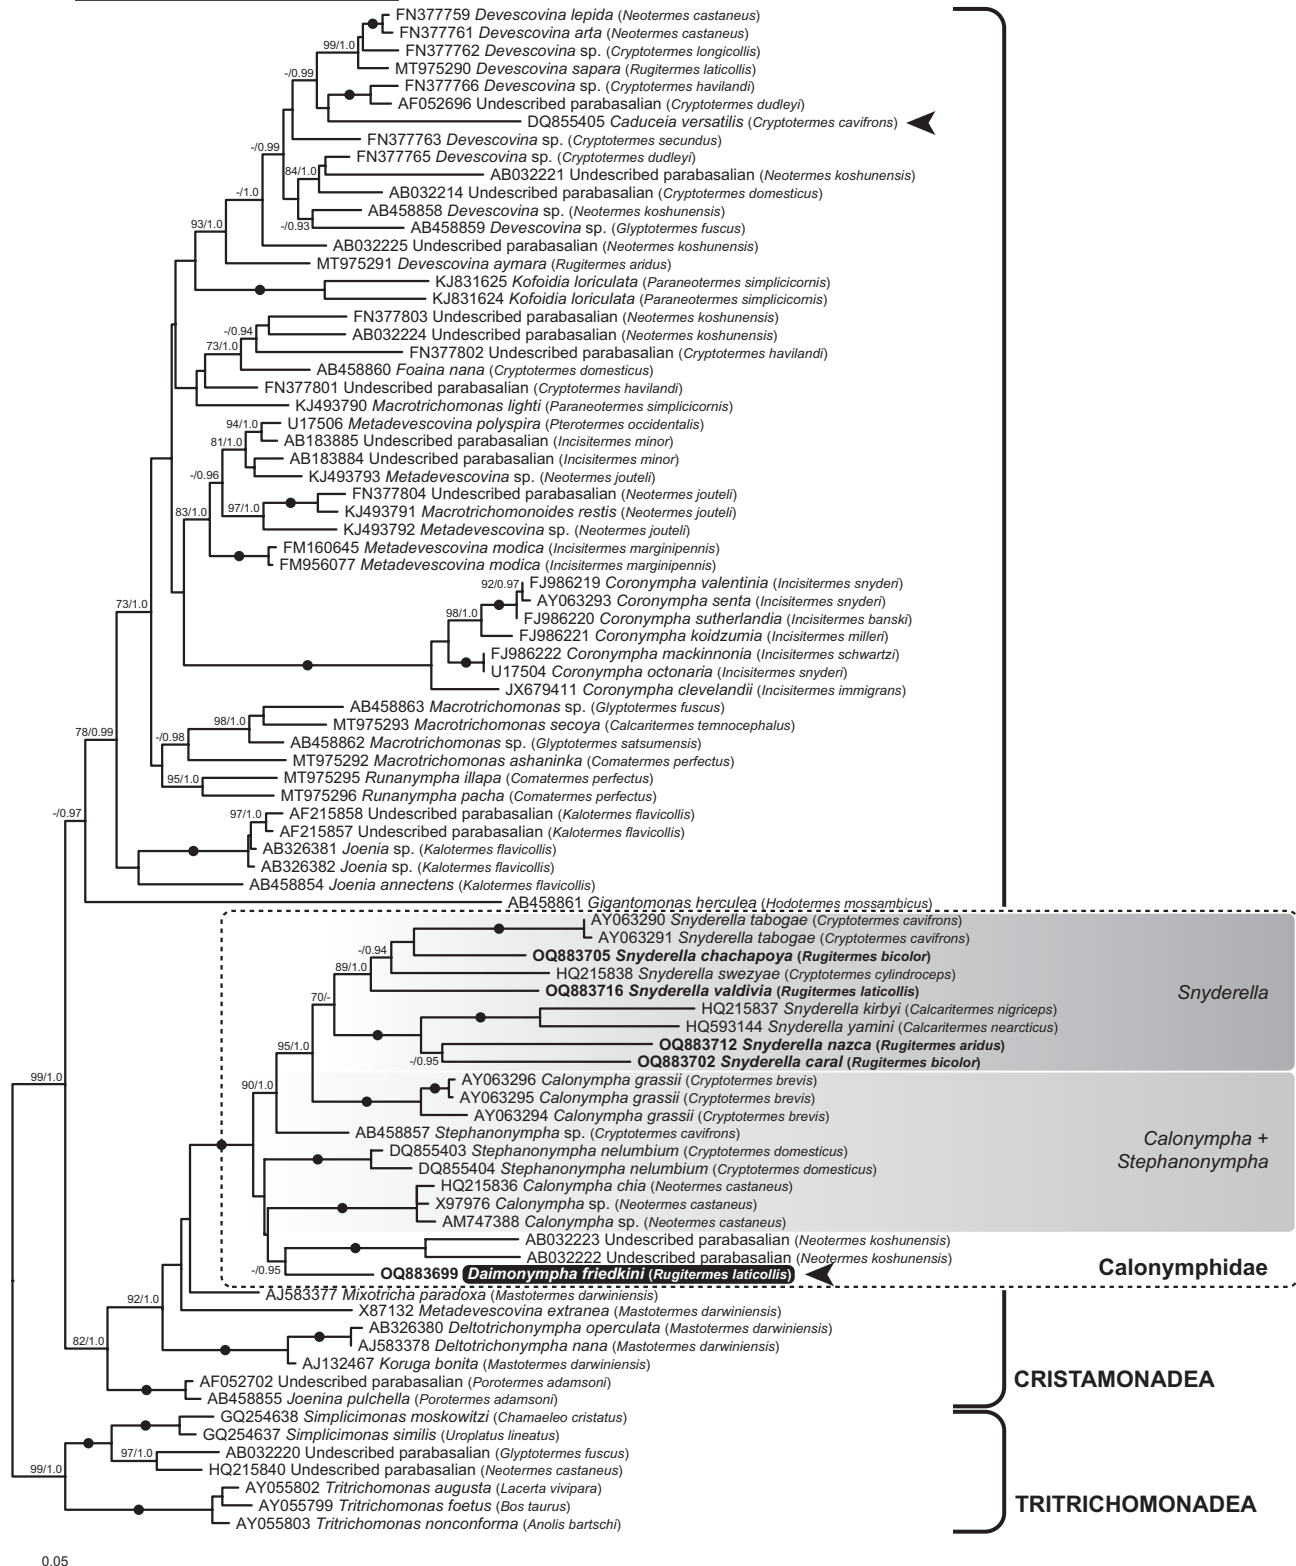 FN377759 Devescovina lepida (Neotermes castaneus)
FN377761 Devescovina arta (Neotermes castaneus)
99/1.0
FN377762 Devescovina sp. (Cryptotermes longicollis)
MT975290 Devescovina sapara (Rugitermes laticollis)
-/0.99
FN377766 Devescovina sp. (Cryptotermes havilandi)
AF052696 Undescribed parabasalian (Cryptotermes dudleyi)
DQ855405 Caduceia versatilis (Cryptotermes cavifrons)
FN377763 Devescovina sp. (Cryptotermes secundus)
-/0.99
FN377765 Devescovina sp. (Cryptotermes dudleyi)
84/1.0
AB032221 Undescribed parabasalian (Neotermes koshunensis)
AB032214 Undescribed parabasalian (Cryptotermes domesticus)
-/1.0
AB458858 Devescovina sp. (Neotermes koshunensis)
-/0.93
AB458859 Devescovina sp. (Glyptotermes fuscus)
93/1.0
AB032225 Undescribed parabasalian (Neotermes koshunensis)
MT975291 Devescovina aymara (Rugitermes aridus)
KJ831625 Kofoidia loriculata (Paraneotermes simplicicornis)
KJ831624 Kofoidia loriculata (Paraneotermes simplicicornis)
FN377803 Undescribed parabasalian (Neotermes koshunensis)
-/0.94
AB032224 Undescribed parabasalian (Neotermes koshunensis)
73/1.0
FN377802 Undescribed parabasalian (Cryptotermes havilandi)
AB458860 Foaina nana (Cryptotermes domesticus)
FN377801 Undescribed parabasalian (Cryptotermes havilandi)
KJ493790 Macrotrichomonas lighti (Paraneotermes simplicicornis)
94/1.0
U17506 Metadevescovina polyspira (Pterotermes occidentalis)
81/1.0
AB183885 Undescribed parabasalian (Incisitermes minor)
AB183884 Undescribed parabasalian (Incisitermes minor)
-/0.96
KJ493793 Metadevescovina sp. (Neotermes jouteli)
FN377804 Undescribed parabasalian (Neotermes jouteli)
83/1.0
97/1.0
KJ493791 Macrotrichomonoides restis (Neotermes jouteli)
KJ493792 Metadevescovina sp. (Neotermes jouteli)
FM160645 Metadevescovina modica (Incisitermes marginipennis)
FM956077 Metadevescovina modica (Incisitermes marginipennis)
92/0.97
FJ986219 Coronympha valentinia (Incisitermes snyderi)
AY063293 Coronympha senta (Incisitermes snyderi)
73/1.0
98/1.0
FJ986220 Coronympha sutherlandia (Incisitermes banski)
FJ986221 Coronympha koidzumia (Incisitermes milleri)
FJ986222 Coronympha mackinnonia (Incisitermes schwartzi)
U17504 Coronympha octonaria (Incisitermes snyderi)
JX679411 Coronympha clevelandii (Incisitermes immigrans)
AB458863 Macrotrichomonas sp. (Glyptotermes fuscus)
98/1.0
MT975293 Macrotrichomonas secoya (Calcaritermes temnocephalus)
78/0.99
-/0.98
AB458862 Macrotrichomonas sp. (Glyptotermes satsumensis)
MT975292 Macrotrichomonas ashaninka (Comatermes perfectus)
95/1.0
MT975295 Runanympha illapa (Comatermes perfectus)
MT975296 Runanympha pacha (Comatermes perfectus)
-/0.97
97/1.0
AF215858 Undescribed parabasalian (Kalotermes flavicollis)
AF215857 Undescribed parabasalian (Kalotermes flavicollis)
AB326381 Joenia sp. (Kalotermes flavicollis)
AB326382 Joenia sp. (Kalotermes flavicollis)
AB458854 Joenia annectens (Kalotermes flavicollis)
AB458861 Gigantomonas herculea (Hodotermes mossambicus)
AY063290 Snyderella tabogae (Cryptotermes cavifrons)
AY063291 Snyderella tabogae (Cryptotermes cavifrons)
-/0.94
OQ883705 Snyderella chachapoya (Rugitermes bicolor)
89/1.0
HQ215838 Snyderella swezyae (Cryptotermes cylindroceps)
OQ883716 Snyderella valdivia (Rugitermes laticollis)
Snyderella
70/-
HQ215837 Snyderella kirbyi (Calcaritermes nigriceps)
HQ593144 Snyderella yamini (Calcaritermes nearcticus)
OQ883712 Snyderella nazca (Rugitermes aridus)
95/1.0
-/0.95
OQ883702 Snyderella caral (Rugitermes bicolor)
99/1.0
90/1.0
AY063296 Calonympha grassii (Cryptotermes brevis)
AY063295 Calonympha grassii (Cryptotermes brevis)
AY063294 Calonympha grassii (Cryptotermes brevis)
AB458857 Stephanonympha sp. (Cryptotermes cavifrons)
Calonympha +
Stephanonympha
DQ855403 Stephanonympha nelumbium (Cryptotermes domesticus)
DQ855404 Stephanonympha nelumbium (Cryptotermes domesticus)
HQ215836 Calonympha chia (Neotermes castaneus)
X97976 Calonympha sp. (Neotermes castaneus)
AM747388 Calonympha sp. (Neotermes castaneus)
AB032223 Undescribed parabasalian (Neotermes koshunensis)
AB032222 Undescribed parabasalian (Neotermes koshunensis)
-/0.95
OQ883699 Daimonympha friedkini (Rugitermes laticollis)
Calonymphidae
AJ583377 Mixotricha paradoxa (Mastotermes darwiniensis)
92/1.0
X87132 Metadevescovina extranea (Mastotermes darwiniensis)
AB326380 Deltotrichonympha operculata (Mastotermes darwiniensis)
82/1.0
AJ583378 Deltotrichonympha nana (Mastotermes darwiniensis)
AJ132467 Koruga bonita (Mastotermes darwiniensis)
AF052702 Undescribed parabasalian (Porotermes adamsoni)
CRISTAMONADEA
AB458855 Joenina pulchella (Porotermes adamsoni)
GQ254638 Simplicimonas moskowitzi (Chamaeleo cristatus)
GQ254637 Simplicimonas similis (Uroplatus lineatus)
97/1.0
AB032220 Undescribed parabasalian (Glyptotermes fuscus)
99/1.0
HQ215840 Undescribed parabasalian (Neotermes castaneus)
AY055802 Tritrichomonas augusta (Lacerta vivipara)
AY055799 Tritrichomonas foetus (Bos taurus)
TRITRICHOMONADEA
AY055803 Tritrichomonas nonconforma (Anolis bartschi)
0.05